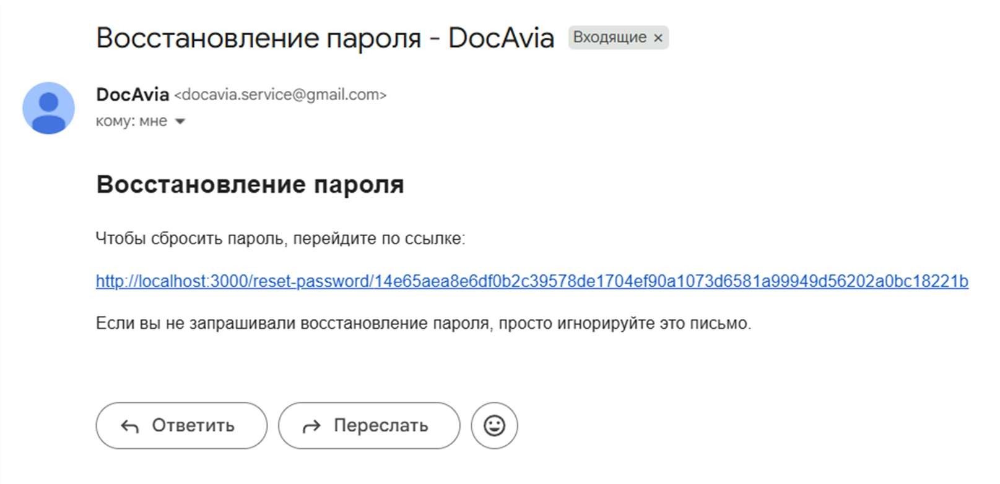 Восстановление пароля - DocAvia Входящие ×
DocAvia <docavia.service@gmail.com>
кому: мне
Восстановление пароля
Чтобы сбросить пароль, перейдите по ссылке:
http://localhost:3000/reset-password/14e65aea8e6df0b2c39578de1704ef90a1073d6581a99949d56202a0bc18221b
Если вы не запрашивали восстановление пароля, просто игнорируйте это письмо.
Ответить Переслать